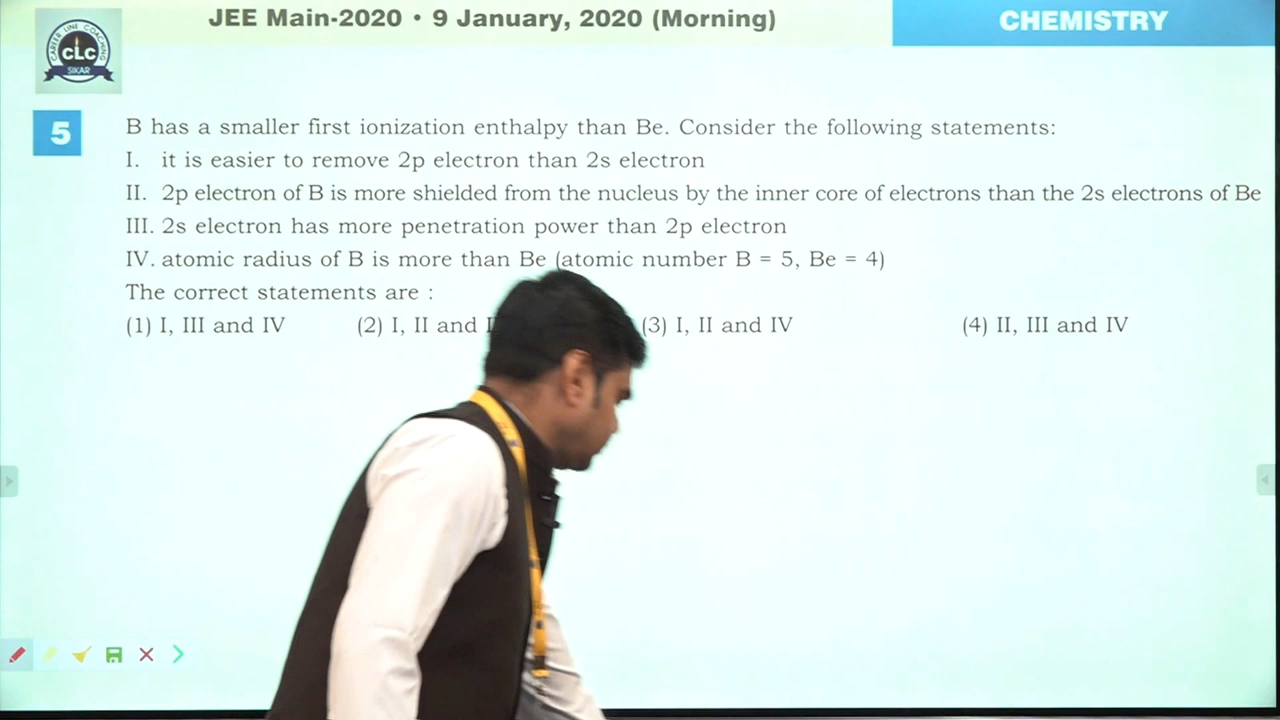 JEE Main-2020 • 9 January, 2020 (Morning)
CHEMISTRY
CAREER LINE COACHING
CLC
SIKAR
5
B has a smaller first ionization enthalpy than Be. Consider the following statements:
I. it is easier to remove 2p electron than 2s electron
II. 2p electron of B is more shielded from the nucleus by the inner core of electrons than the 2s electrons of Be
III. 2s electron has more penetration power than 2p electron
IV. atomic radius of B is more than Be (atomic number B = 5, Be = 4)
The correct statements are :
(1) I, III and IV (2) I, II and (3) I, II and IV (4) II, III and IV